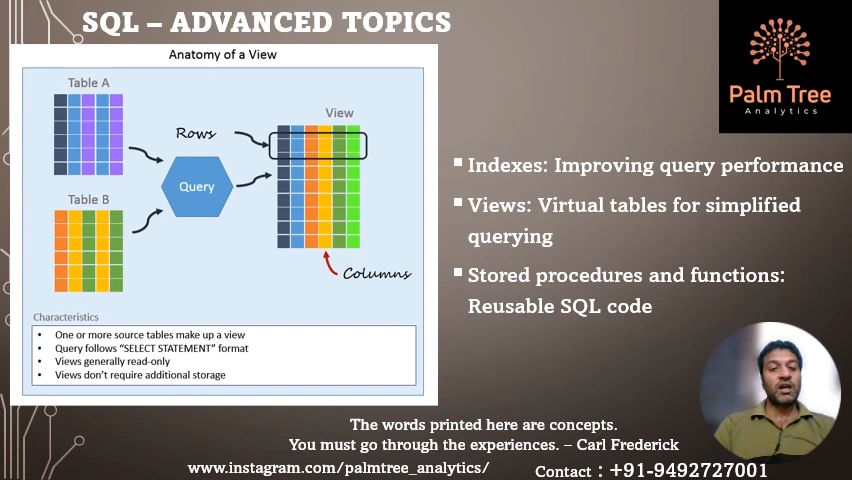 SQL – ADVANCED TOPICS
Anatomy of a View
Table A
View
Rows
Query
Table B
Columns
Characteristics
• One or more source tables make up a view
• Query follows “SELECT STATEMENT” format
• Views generally read-only
• Views don’t require additional storage
Palm Tree
Analytics
▪ Indexes: Improving query performance
▪ Views: Virtual tables for simplified
querying
▪ Stored procedures and functions:
Reusable SQL code
The words printed here are concepts.
You must go through the experiences. – Carl Frederick
www.instagram.com/palmtree_analytics/
Contact : +91-9492727001